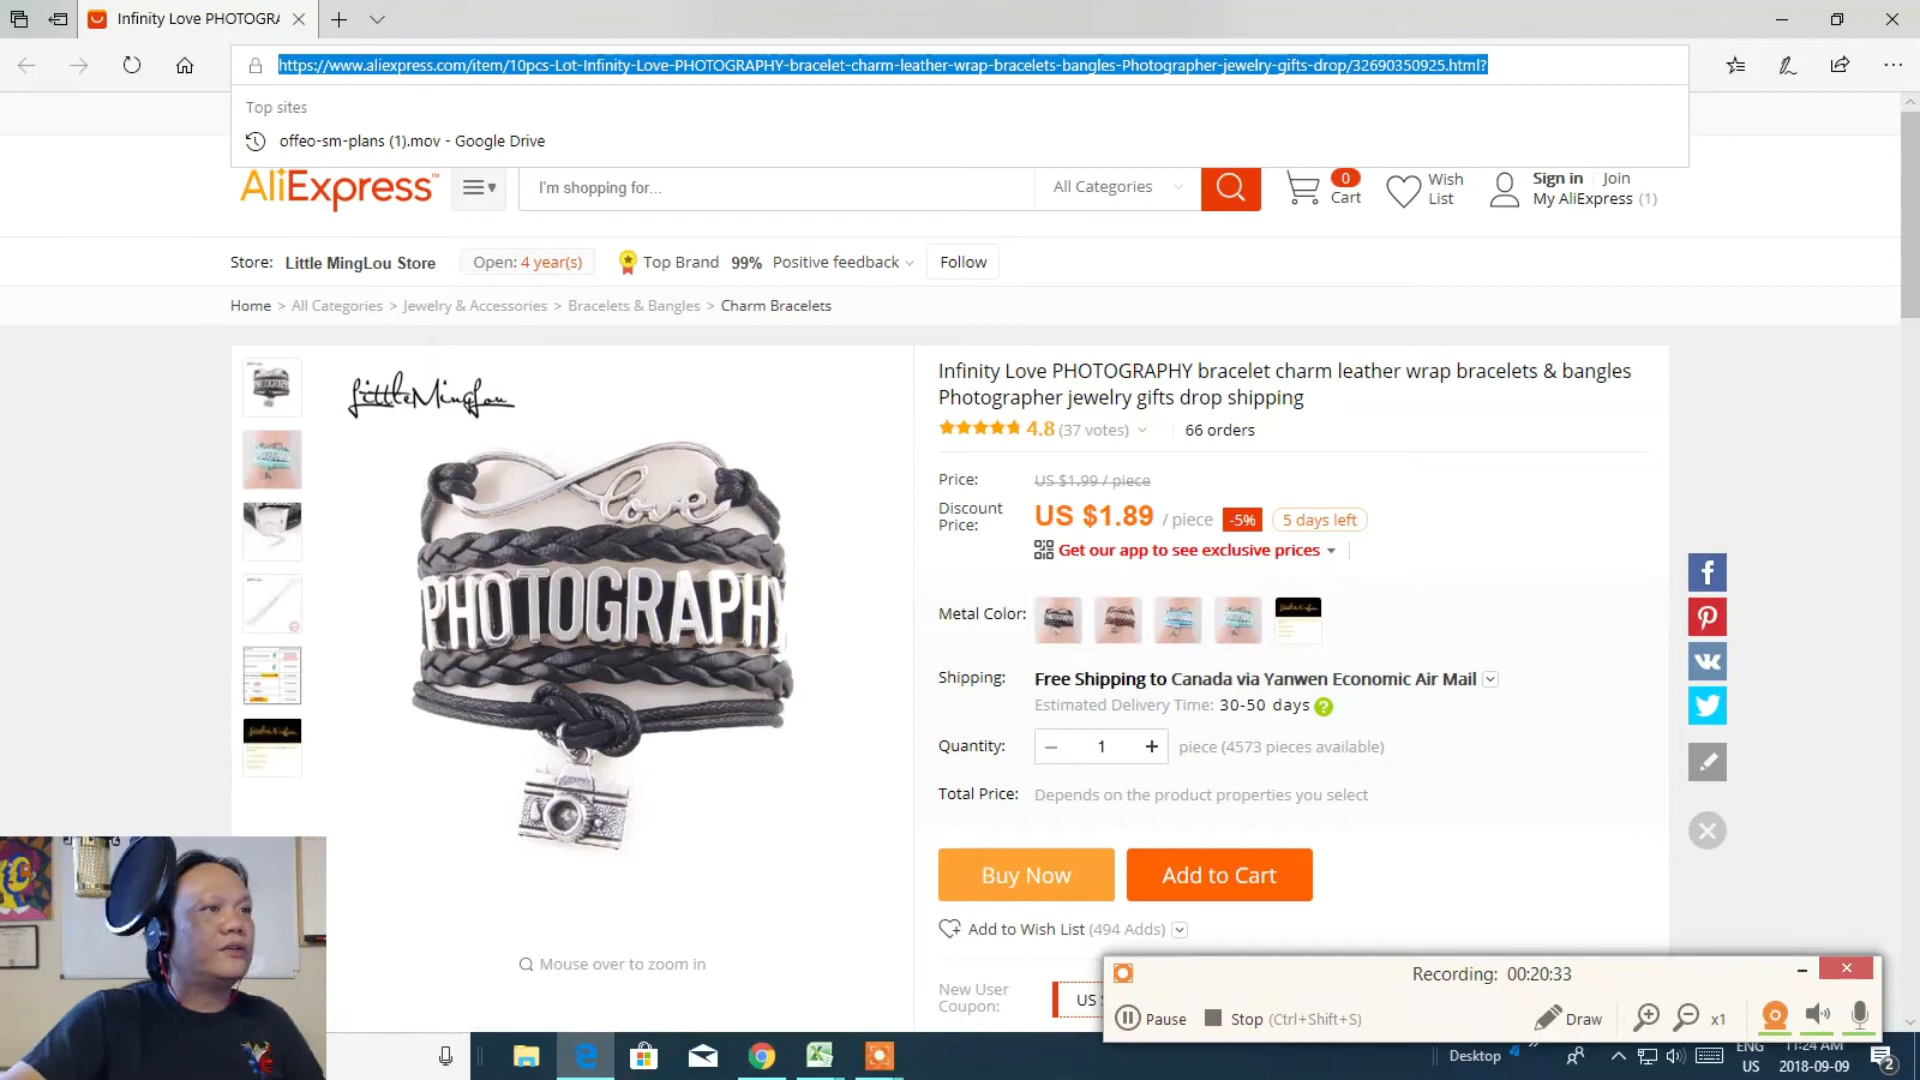 Infinity Love PHOTOGRA
https://www.aliexpress.com/item/10pcs-Lot-Infinity-Love-PHOTOGRAPHY-bracelet-charm-leather-wrap-bracelets-bangles-Photographer-jewelry-gifts-drop/32690350925.html?
Top sites
offeo-sm-plans (1).mov - Google Drive
AliExpress™
I'm shopping for...
All Categories
0
Cart
Wish
List
Sign in
Join
My AliExpress (1)
Store: Little MingLou Store
Open: 4 year(s)
Top Brand 99% Positive feedback
Follow
Home > All Categories > Jewelry & Accessories > Bracelets & Bangles > Charm Bracelets
LittleMingLou
love
PHOTOGRAPHY
Mouse over to zoom in
Infinity Love PHOTOGRAPHY bracelet charm leather wrap bracelets & bangles
Photographer jewelry gifts drop shipping
4.8 (37 votes)
66 orders
Price: US $1.99 / piece
Discount
Price:
US $1.89 / piece
-5%
5 days left
Get our app to see exclusive prices
Metal Color:
Shipping: Free Shipping to Canada via Yanwen Economic Air Mail
Estimated Delivery Time: 30-50 days ?
Quantity: 1 piece (4573 pieces available)
Total Price: Depends on the product properties you select
Buy Now
Add to Cart
Add to Wish List (494 Adds)
New User
Coupon:
US
Recording: 00:20:33
Pause
Stop (Ctrl+Shift+S)
Draw
x1
Desktop
ENG
US
11:24 AM
2018-09-09
2